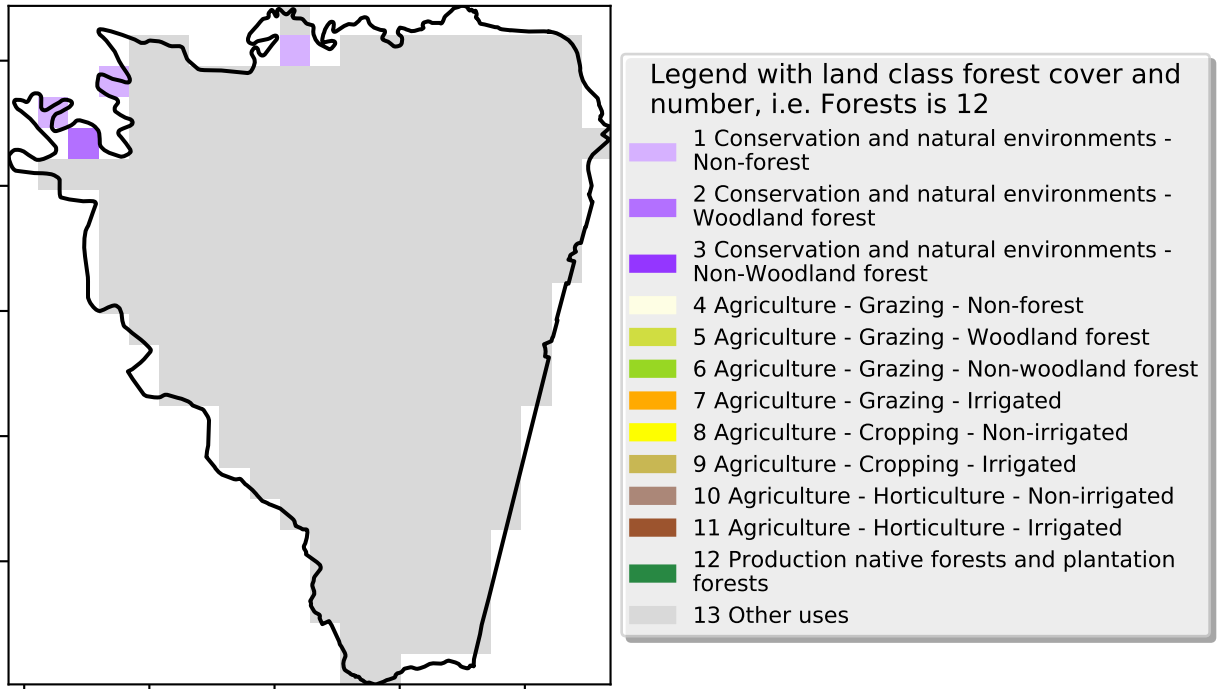 Legend with land class forest cover and
number, i.e. Forests is 12
1 Conservation and natural environments -
Non-forest
2 Conservation and natural environments -
Woodland forest
3 Conservation and natural environments -
Non-Woodland forest
4 Agriculture - Grazing - Non-forest
5 Agriculture - Grazing - Woodland forest
6 Agriculture - Grazing - Non-woodland forest
7 Agriculture - Grazing - Irrigated
8 Agriculture - Cropping - Non-irrigated
9 Agriculture - Cropping - Irrigated
10 Agriculture - Horticulture - Non-irrigated
11 Agriculture - Horticulture - Irrigated
12 Production native forests and plantation
forests
13 Other uses